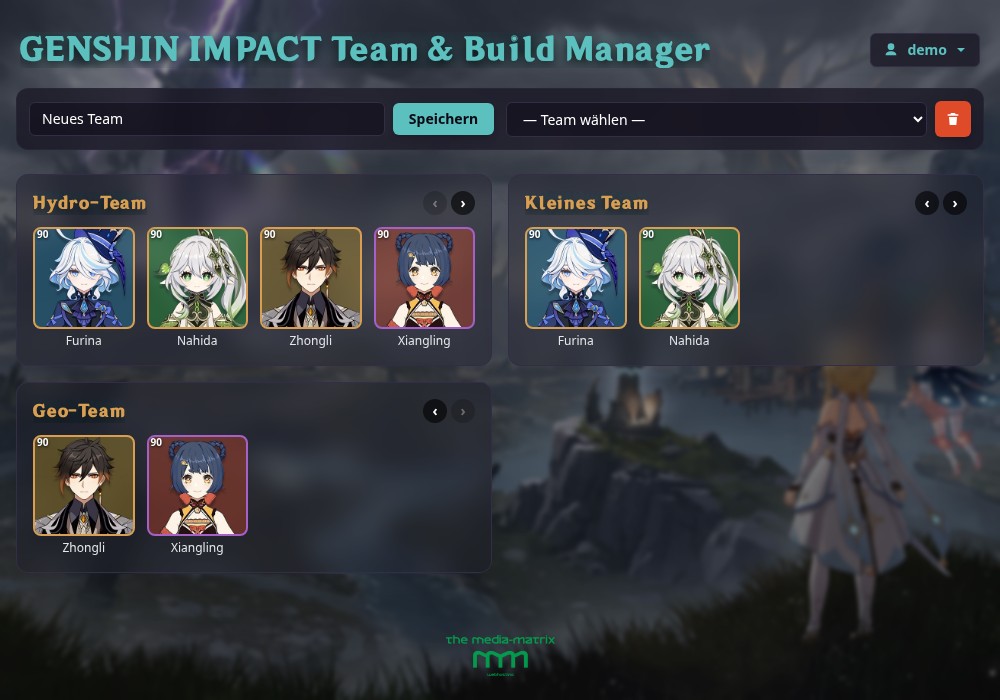 GENSHIN IMPACT Team & Build Manager
demo
Neues Team
Speichern
— Team wählen —
Hydro-Team
‹ ›
90 90 90 90
Furina Nahida Zhongli Xiangling
Kleines Team
‹ ›
90 90
Furina Nahida
Geo-Team
‹ ›
90 90
Zhongli Xiangling
the media-matrix